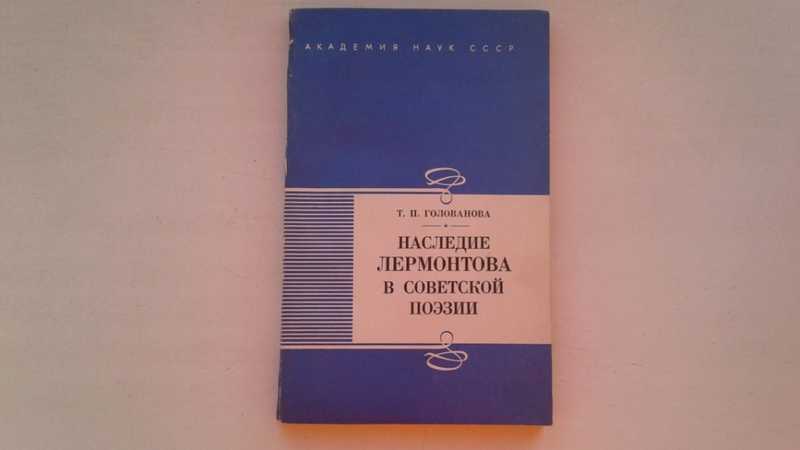 АКАДЕМИЯ НАУК СССР
Т. П. ГОЛОВАНОВА
НАСЛЕДИЕ
ЛЕРМОНТОВА
В СОВЕТСКОЙ
ПОЭЗИИ